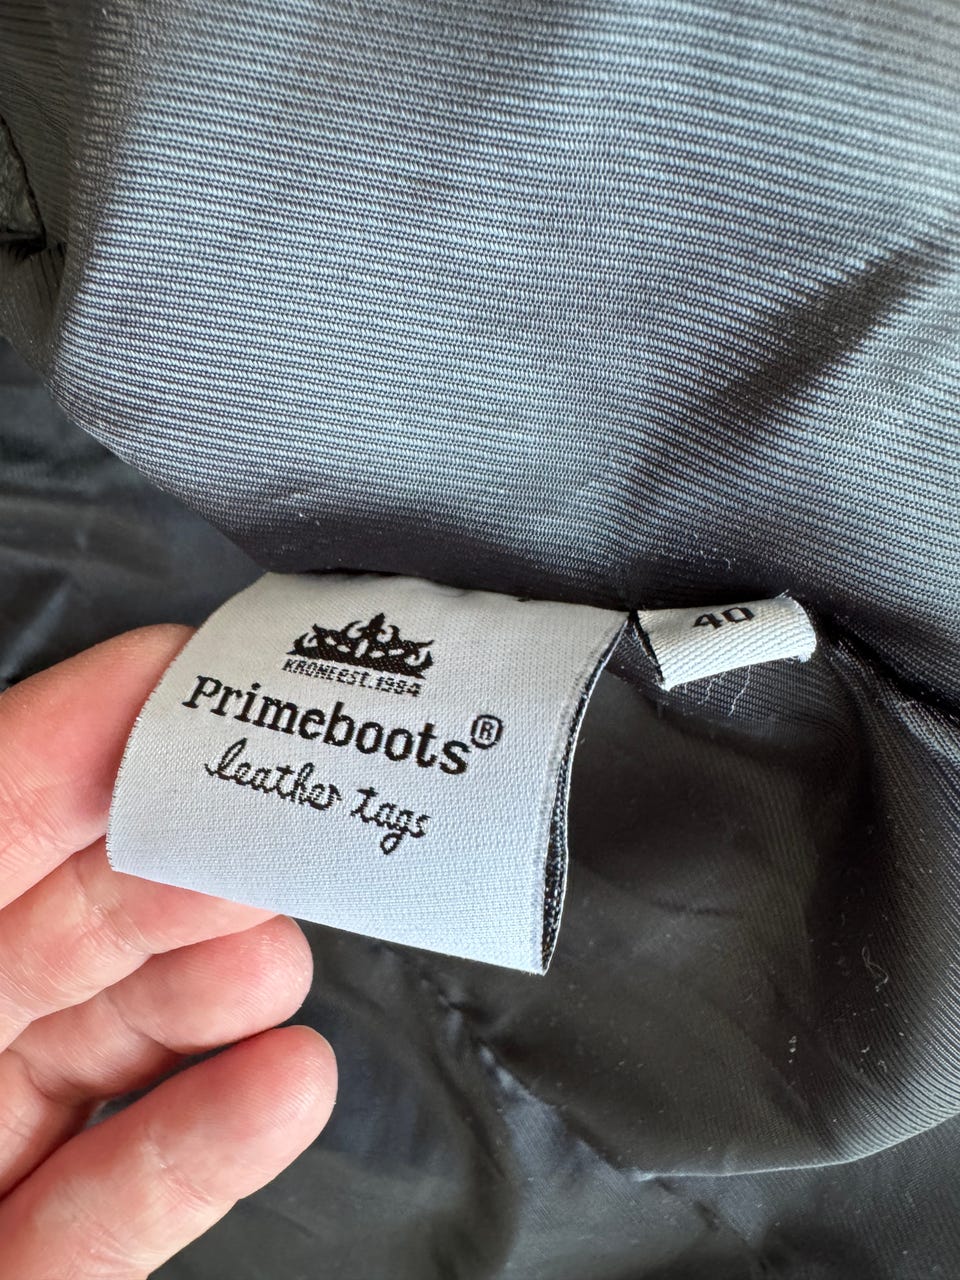 KRONE EST.1984
Primeboots®
leather tags
40